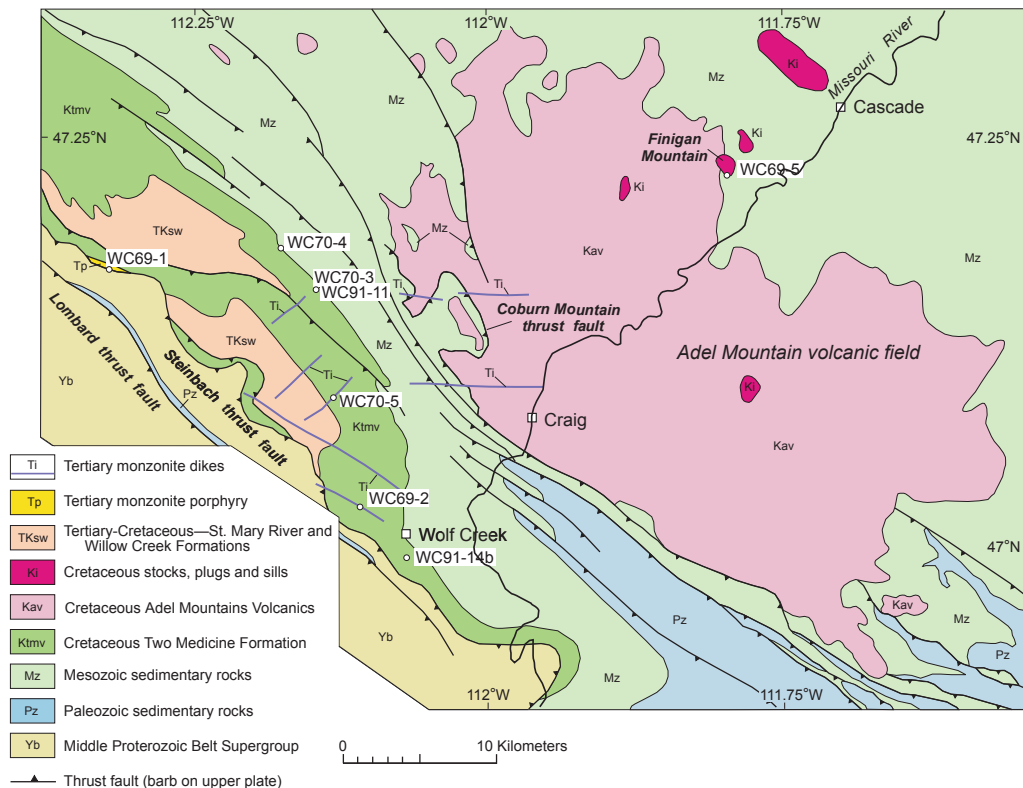 112.25°W
112°W
111.75°W
Ki
Missouri River
Mz
Mz
Ktmv
Cascade
Mz
47.25°N
Finigan
Mountain
Ki
47.25°N
WC69-5
Ki
TKsw
Mz
WC70-4
Kav
Mz
Tp
WC69-1
WC70-3
WC91-11
Ti
Ti
Coburn Mountain
thrust fault
Lombard thrust fault
TKsw
Mz
Adel Mountain volcanic field
Steinbach thrust fault
Ti
Ti
Yb
Pz
WC70-5
Ki
Craig
Ktmv
Kav
Ti
WC69-2
Wolf Creek
WC91-14b
47°N
Kav
Mz
Yb
Pz
Pz
Mz
112°W
111.75°W
Ti Tertiary monzonite dikes
Tp Tertiary monzonite porphyry
TKsw Tertiary-Cretaceous—St. Mary River and
Willow Creek Formations
Ki Cretaceous stocks, plugs and sills
Kav Cretaceous Adel Mountains Volcanics
Ktmv Cretaceous Two Medicine Formation
Mz Mesozoic sedimentary rocks
Pz Paleozoic sedimentary rocks
Yb Middle Proterozoic Belt Supergroup
Thrust fault (barb on upper plate)
0 10 Kilometers